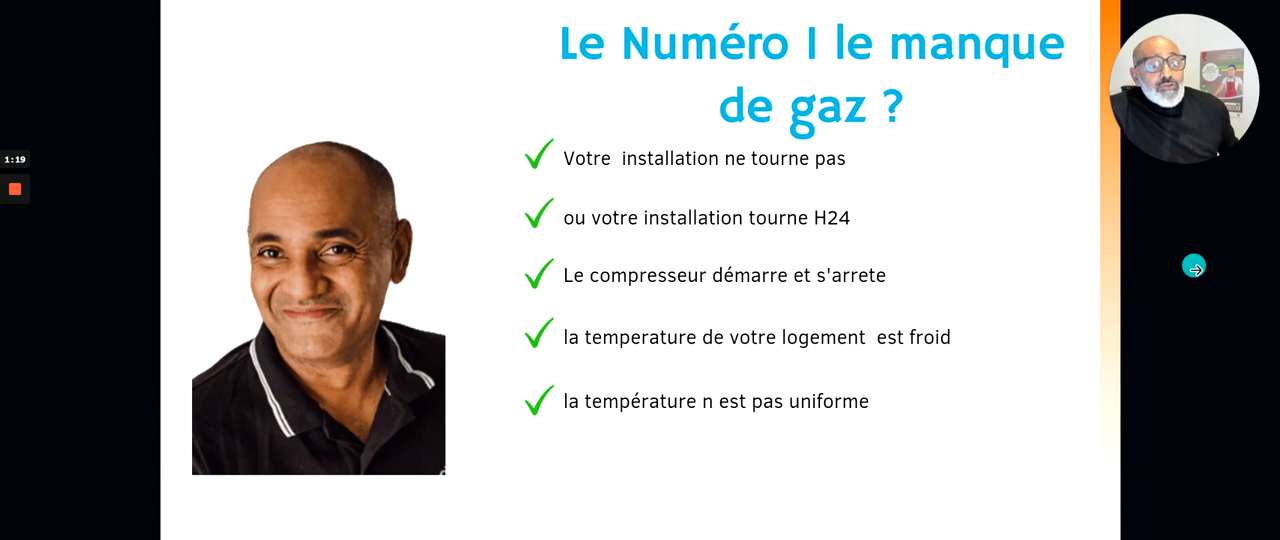 Le Numéro 1 le manque
de gaz ?
Votre installation ne tourne pas
ou votre installation tourne H24
Le compresseur démarre et s'arrete
la temperature de votre logement est froid
la température n est pas uniforme
1:19